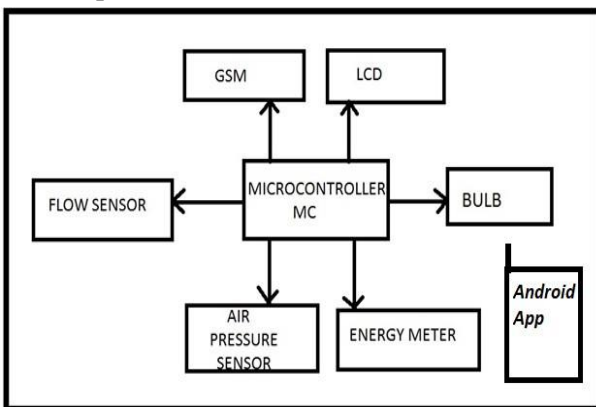 GSM
LCD
MICROCONTROLLER
MC
FLOW SENSOR
BULB
AIR
PRESSURE
SENSOR
ENERGY METER
Android
App